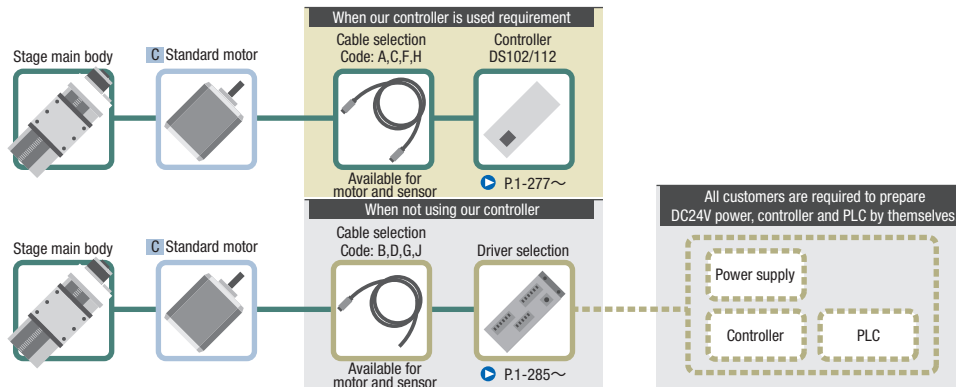 When our controller is used requirement
Stage main body
C Standard motor
Cable selection
Code: A,C,F,H
Controller
DS102/112
Available for
motor and sensor
P.1-277～
When not using our controller
Stage main body
C Standard motor
Cable selection
Code: B,D,G,J
Driver selection
Available for
motor and sensor
P.1-285～
All customers are required to prepare
DC24V power, controller and PLC by themselves
Power supply
Controller
PLC